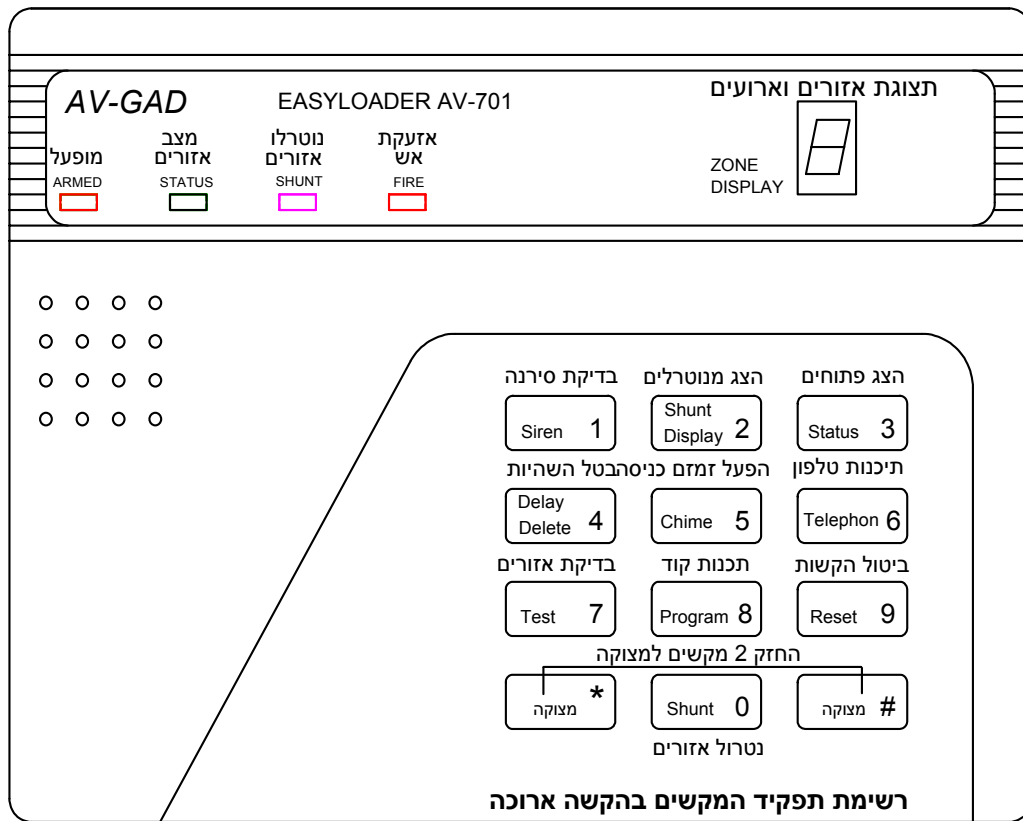 AV-GAD
EASYLOADER AV-701
תצוגת אזורים וארועים
מופעל
ARMED
מצב
אזורים
STATUS
נוטרלו
אזורים
SHUNT
אזעקת
אש
FIRE
ZONE
DISPLAY
בדיקת סירנה
הצג מנוטרלים
הצג פתוחים
Siren 1
Shunt
Display 2
Status 3
בטל השהיות
הפעל זמזם כניסה
תיכנות טלפון
Delay
Delete 4
Chime 5
Telephon 6
בדיקת אזורים
תכנות קוד
ביטול הקשות
Test 7
Program 8
Reset 9
החזק 2 מקשים למצוקה
מצוקה *
Shunt 0
מצוקה #
נטרול אזורים
רשימת תפקיד המקשים בהקשה ארוכה